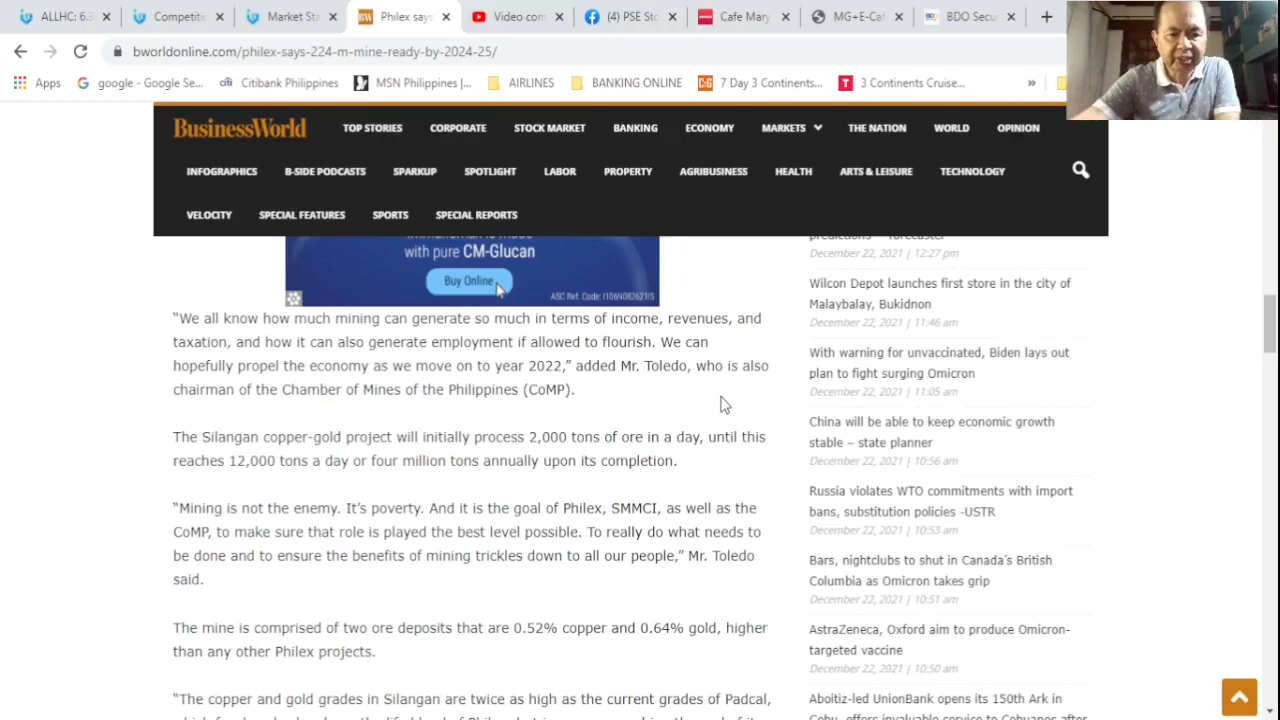 ALLHC: 6.3
Competitic
Market Sta
Philex says
Video com
(4) PSE Sto
Cafe Mary
MG+E-Caf
BDO Secu
bworldonline.com/philex-says-224-m-mine-ready-by-2024-25/
Apps
google - Google Se...
Citibank Philippines
MSN Philippines |...
AIRLINES
BANKING ONLINE
7 Day 3 Continents...
3 Continents Cruise...
»
BusinessWorld
TOP STORIES
CORPORATE
STOCK MARKET
BANKING
ECONOMY
MARKETS
THE NATION
WORLD
OPINION
INFOGRAPHICS
B-SIDE PODCASTS
SPARKUP
SPOTLIGHT
LABOR
PROPERTY
AGRIBUSINESS
HEALTH
ARTS & LEISURE
TECHNOLOGY
VELOCITY
SPECIAL FEATURES
SPORTS
SPECIAL REPORTS
with pure CM-Glucan
Buy Online
ASC Ref. Code:
“We all know how much mining can generate so much in terms of income, revenues, and
taxation, and how it can also generate employment if allowed to flourish. We can
hopefully propel the economy as we move on to year 2022,” added Mr. Toledo, who is also
chairman of the Chamber of Mines of the Philippines (CoMP).
The Silangan copper-gold project will initially process 2,000 tons of ore in a day, until this
reaches 12,000 tons a day or four million tons annually upon its completion.
“Mining is not the enemy. It’s poverty. And it is the goal of Philex, SMMCI, as well as the
CoMP, to make sure that role is played the best level possible. To really do what needs to
be done and to ensure the benefits of mining trickles down to all our people,” Mr. Toledo
said.
The mine is comprised of two ore deposits that are 0.52% copper and 0.64% gold, higher
than any other Philex projects.
“The copper and gold grades in Silangan are twice as high as the current grades of Padcal,
predictions – forecaster
December 22, 2021 | 12:27 pm
Wilcon Depot launches first store in the city of
Malaybalay, Bukidnon
December 22, 2021 | 11:46 am
With warning for unvaccinated, Biden lays out
plan to fight surging Omicron
December 22, 2021 | 11:05 am
China will be able to keep economic growth
stable – state planner
December 22, 2021 | 10:56 am
Russia violates WTO commitments with import
bans, substitution policies -USTR
December 22, 2021 | 10:53 am
Bars, nightclubs to shut in Canada’s British
Columbia as Omicron takes grip
December 22, 2021 | 10:51 am
AstraZeneca, Oxford aim to produce Omicron-
targeted vaccine
December 22, 2021 | 10:50 am
Aboitiz-led UnionBank opens its 150th Ark in
Cebu, offers invaluable service to Cebuanos after